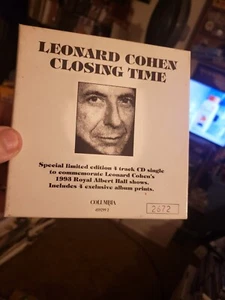 LEONARD COHEN
CLOSING TIME
Special limited edition 4 track CD single
to commemorate Leonard Cohen's
1993 Royal Albert Hall shows.
Includes 4 exclusive album prints.
COLUMBIA
2672